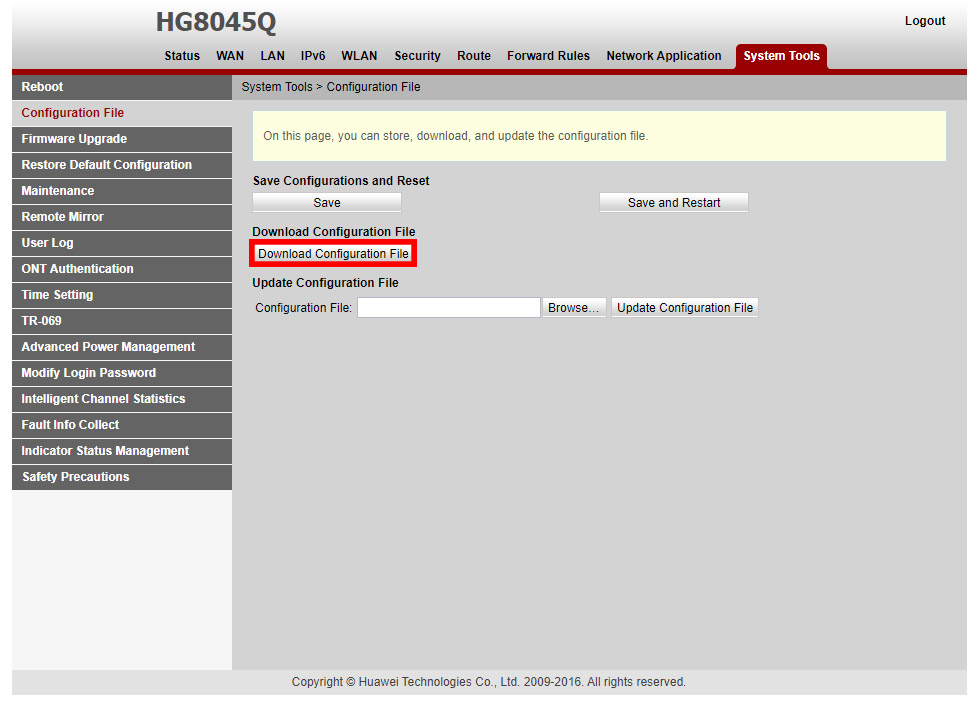 HG8045Q
Logout
Status WAN LAN IPv6 WLAN Security Route Forward Rules Network Application System Tools
Reboot
Configuration File
Firmware Upgrade
Restore Default Configuration
Maintenance
Remote Mirror
User Log
ONT Authentication
Time Setting
TR-069
Advanced Power Management
Modify Login Password
Intelligent Channel Statistics
Fault Info Collect
Indicator Status Management
Safety Precautions
System Tools > Configuration File
On this page, you can store, download, and update the configuration file.
Save Configurations and Reset
Save Save and Restart
Download Configuration File
Download Configuration File
Update Configuration File
Configuration File: Browse... Update Configuration File
Copyright © Huawei Technologies Co., Ltd. 2009-2016. All rights reserved.